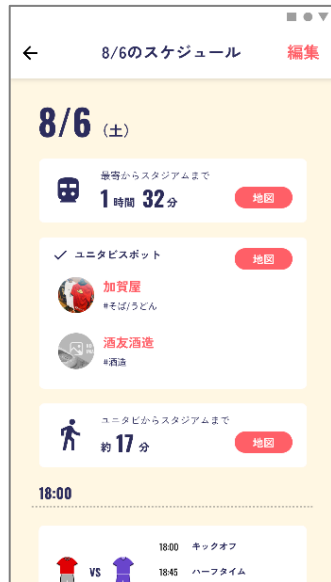 8/6のスケジュール 編集
8/6 (土)
最寄からスタジアムまで
1時間 32分 地図
ユニタビスポット 地図
加賀屋
#そば/うどん
酒友酒造
#酒造
ユニタビからスタジアムまで
約17分 地図
18:00
18:00 キックオフ
VS 18:45 ハーフタイム